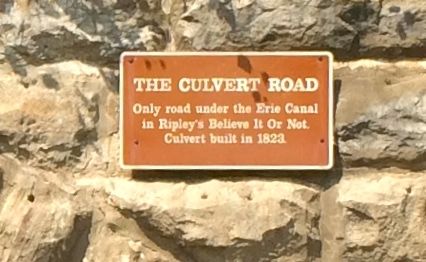 THE CULVERT ROAD
Only road under the Erie Canal
in Ripley's Believe It Or Not.
Culvert built in 1823.